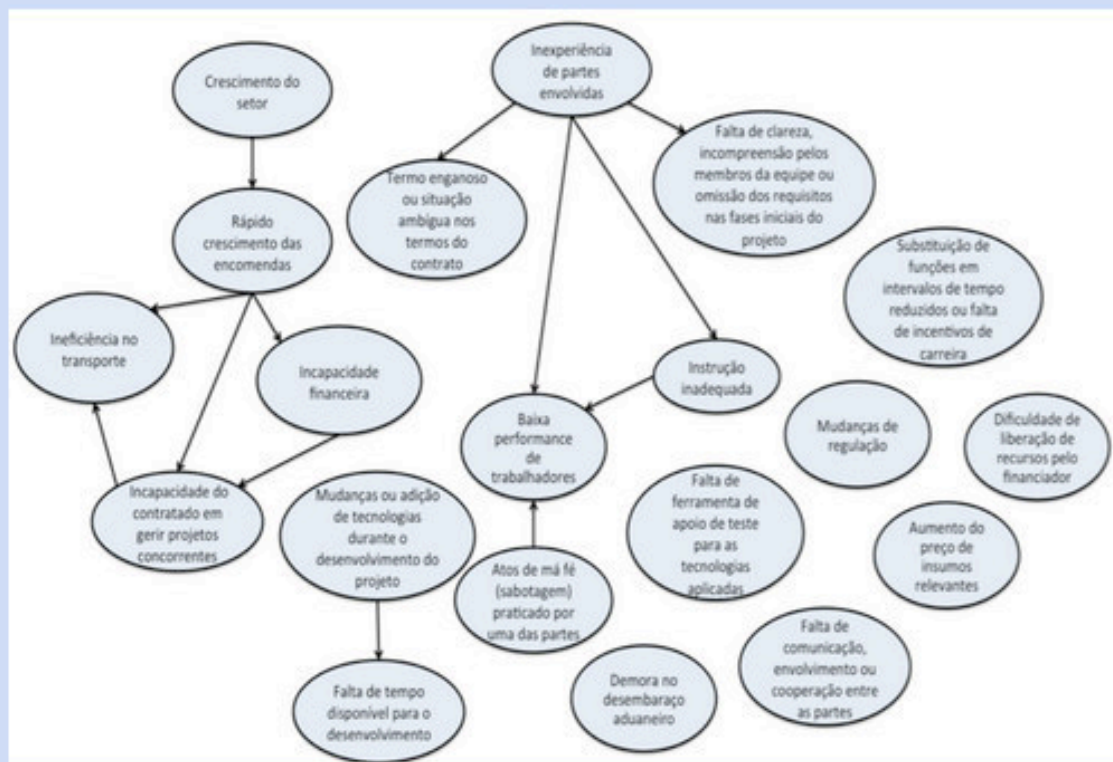 Crescimento do
setor
Inexperiência
de partes
envolvidas
Falta de clareza,
incompreensão pelos
membros da equipe ou
omissão dos requisitos
nas fases iniciais do
projeto
Termo enganoso
ou situação
ambígua nos
termos do
contrato
Rápido
crescimento das
encomendas
Substituição de
funções em
intervalos de tempo
reduzidos ou falta
de incentivos de
carreira
Ineficiência no
transporte
Incapacidade
financeira
Instrução
inadequada
Baixa
performance
de
trabalhadores
Mudanças de
regulação
Dificuldade de
liberação de
recursos pelo
financiador
Incapacidade do
contratado em
gerir projetos
concorrentes
Mudanças ou adição
de tecnologias
durante o
desenvolvimento do
projeto
Falta de
ferramenta de
apoio de teste
para as
tecnologias
aplicadas
Aumento do
preço de
insumos
relevantes
Atos de má fé
(sabotagem)
praticado por
uma das partes
Falta de
comunicação,
envolvimento ou
cooperação entre
as partes
Falta de tempo
disponível para o
desenvolvimento
Demora no
desembaraço
aduaneiro